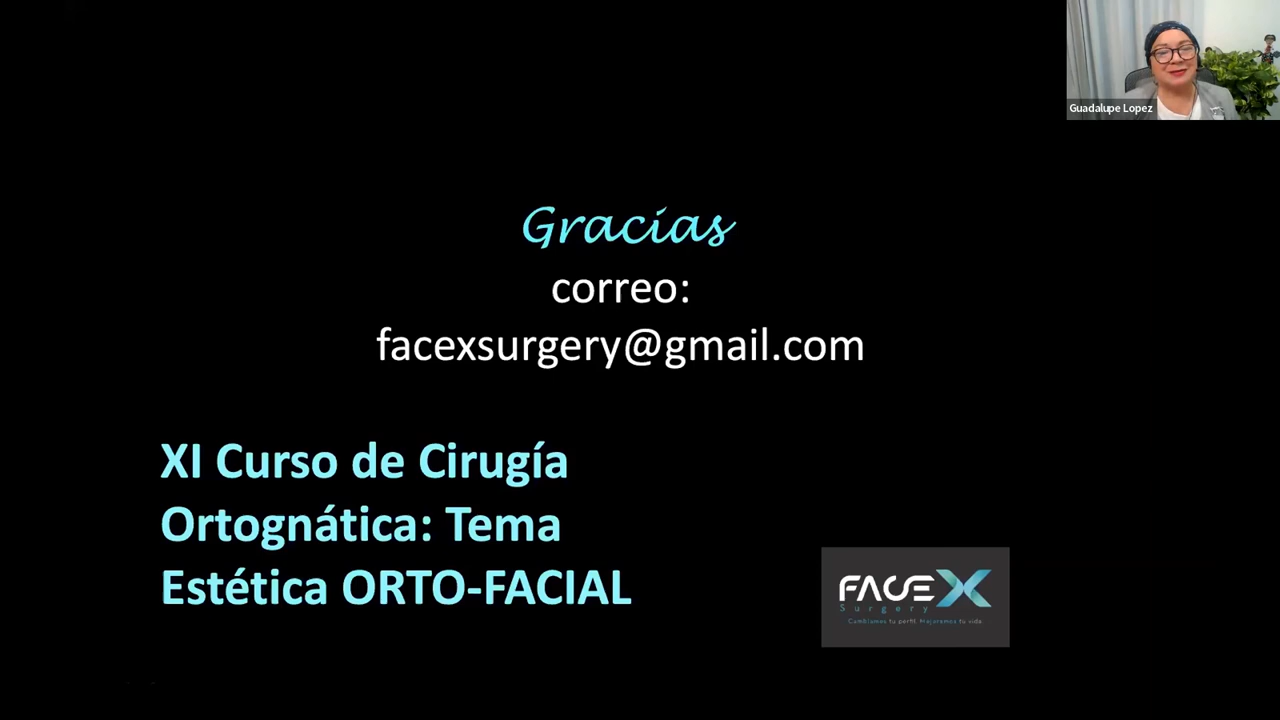 Guadalupe Lopez
Gracias
correo:
facexsurgery@gmail.com
XI Curso de Cirugía
Ortognática: Tema
Estética ORTO-FACIAL
FACE X
Surgery
Cambiamos tu perfil. Mejoramos tu vida.